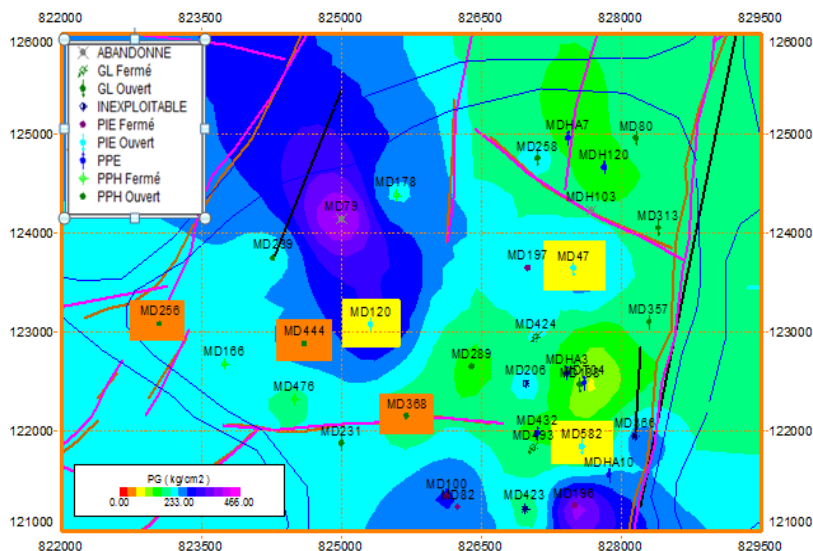 822000 823500 825000 826500 828000 829500
126000 126000
ABANDONNE
GL Fermé
GL Ouvert
INEXPLOITABLE
PIE Fermé
PIE Ouvert
PPE
PPH Fermé
PPH Ouvert
125000 125000
MDHA7 MD80
MD258 MDH120
MD178
MD79 MDH103
MD313
124000 124000
MD239 MD197 MD47
MD256 MD120 MD357
123000 123000
MD444 MD424
MD166 MD289 MD206 MDHA3
MD476
MD368
MD432
122000 122000
MD231 MD582
MDHA10
PG ( kg/cm2 )
0.00 233.00 466.00
MD100
MD82 MD423 MD196
121000 121000
822000 823500 825000 826500 828000 829500